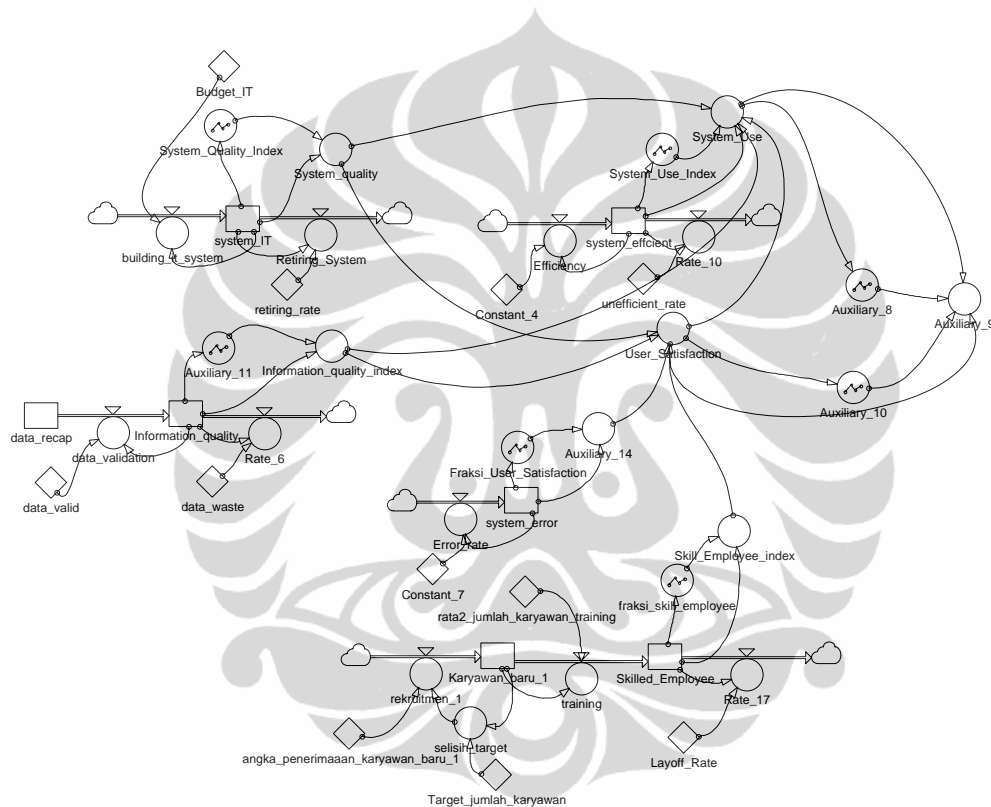 Budget_IT
System_Quality_Index
System_quality
system_IT
building_it_system
Retiring_System
retiring_rate
System_Use
System_Use_Index
system_effcient
Efficiency
Rate_10
Constant_4
unefficient_rate
Auxiliary_8
Auxiliary_9
User_Satisfaction
Auxiliary_11
Information_quality_index
Auxiliary_10
data_recap
Information_quality
data_validation
Rate_6
data_valid
data_waste
Fraksi_User_Satisfaction
Auxiliary_14
system_error
Error_rate
Constant_7
Skill_Employee_index
fraksi_skill_employee
rata2_jumlah_karyawan_training
Karyawan_baru_1
Skilled_Employee
rekruitmen_1
training
Rate_17
selisih_target
angka_penerimaaan_karyawan_baru_1
Layoff_Rate
Target_jumlah_karyawan